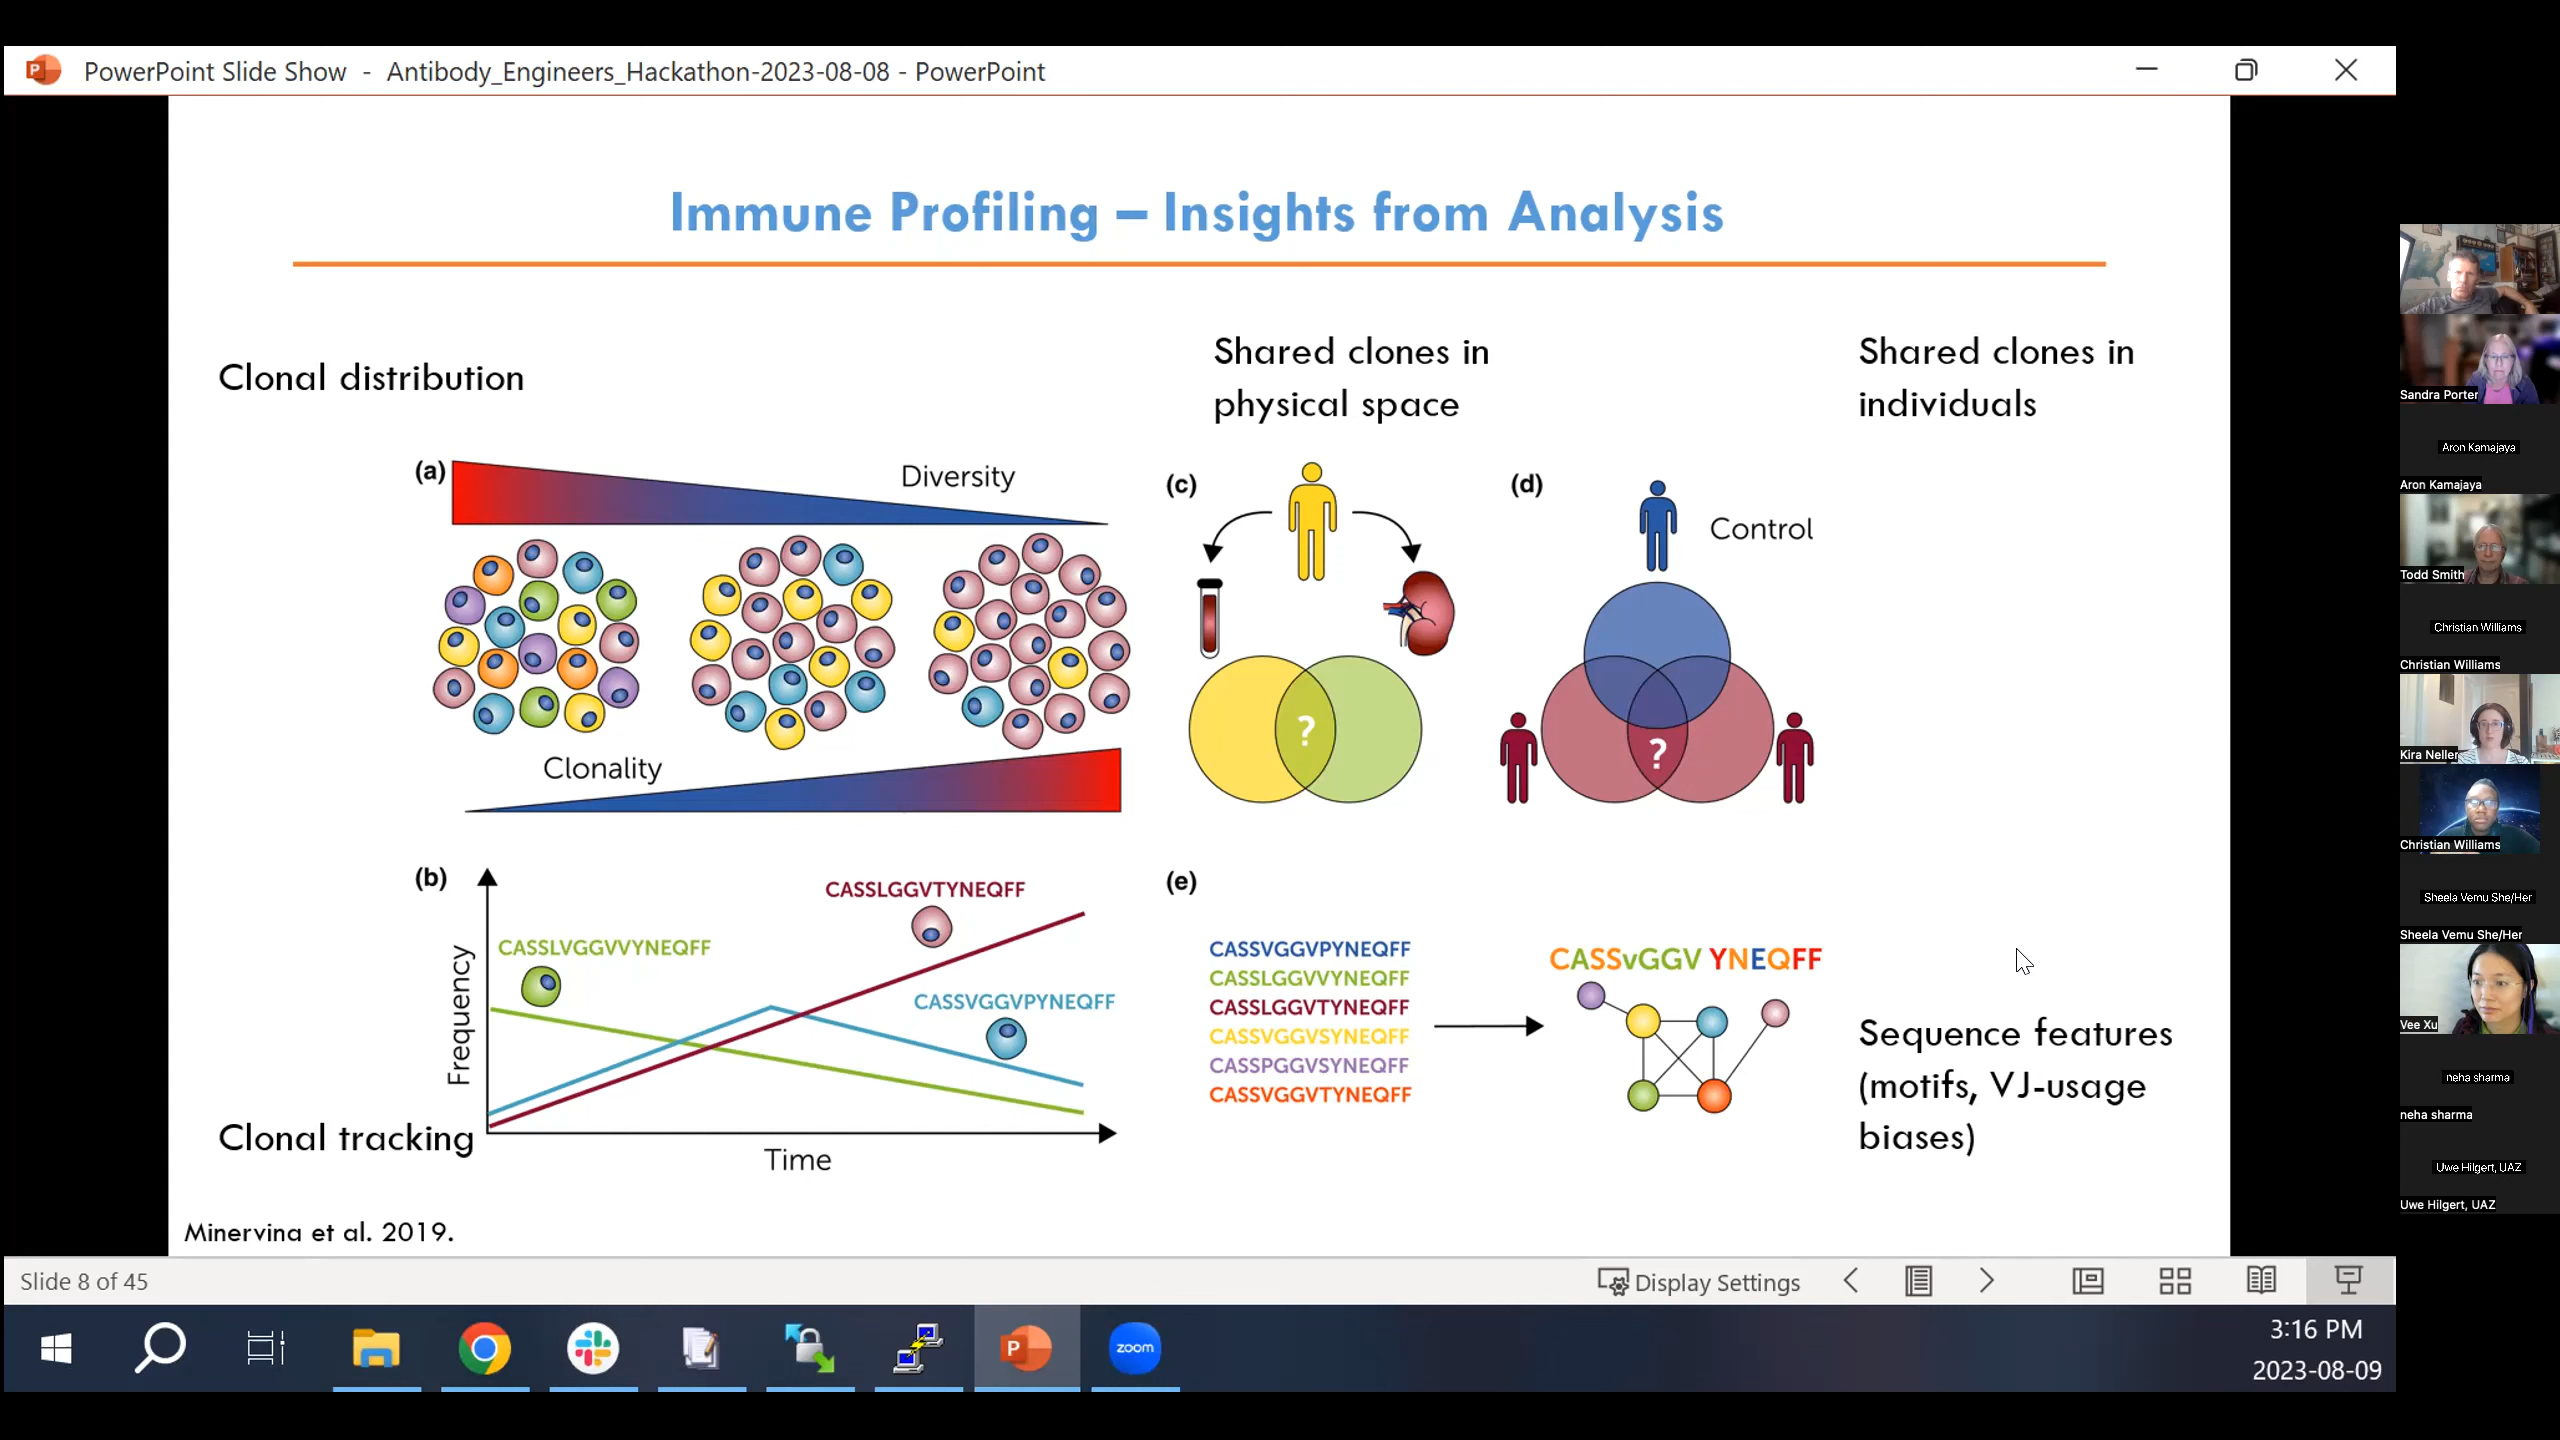 PowerPoint Slide Show - Antibody_Engineers_Hackathon-2023-08-08 - PowerPoint
Immune Profiling – Insights from Analysis
Clonal distribution
Shared clones in
physical space
Shared clones in
individuals
(a)
Diversity
Clonality
(c)
?
(d)
Control
?
(b)
Frequency
CASSLVGGVVYNEQFF
CASSLGGVTYNEQFF
CASSVGGVPYNEQFF
Time
Clonal tracking
(e)
CASSVGGVPYNEQFF
CASSLGGVVYNEQFF
CASSLGGVTYNEQFF
CASSVGGVSYNEQFF
CASSPGGVSYNEQFF
CASSVGGVTYNEQFF
CASSvGGV YNEQFF
Sequence features
(motifs, VJ-usage
biases)
Minervina et al. 2019.
Slide 8 of 45
Display Settings
P
zoom
3:16 PM
2023-08-09
Sandra Porter
Aron Kamajaya
Aron Kamajaya
Todd Smith
Christian Williams
Christian Williams
Kira Neller
Christian Williams
Sheela Vemu She/Her
Sheela Vemu She/Her
Vee Xu
neha sharma
neha sharma
Uwe Hilgert, UAZ
Uwe Hilgert, UAZ